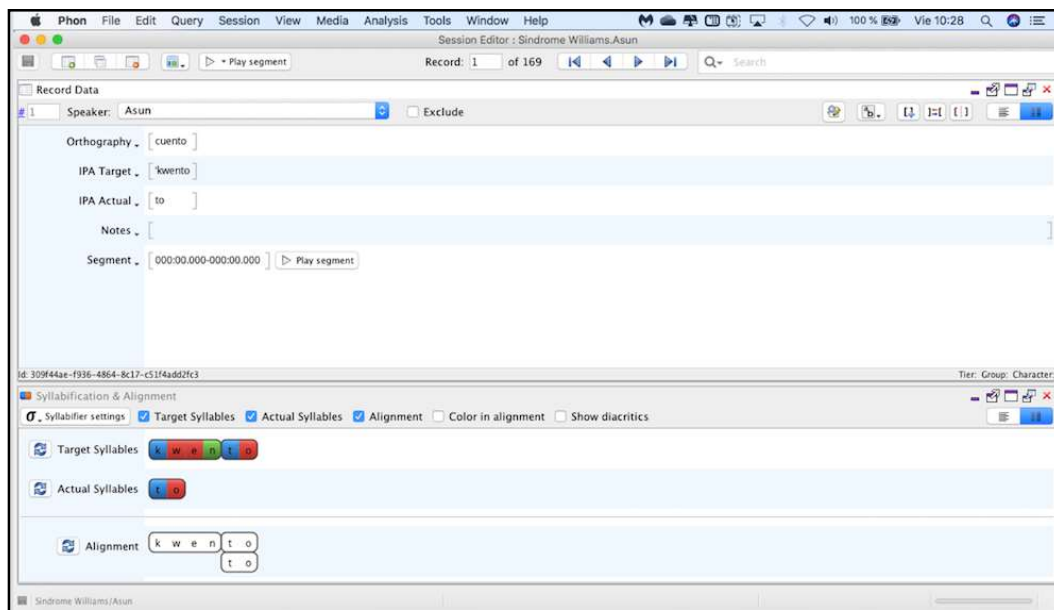 Phon File Edit Query Session View Media Analysis Tools Window Help 100 % Vie 10:28
Session Editor : Sindrome Williams.Asun
Play segment Record: 1 of 169 Search
Record Data
# 1 Speaker: Asun Exclude
Orthography cuento
IPA Target ˈkwento
IPA Actual to
Notes
Segment 000:00.000-000:00.000 Play segment
Id: 309f44ae-f936-4864-8c17-c51f4add2fc3 Tier: Group: Character:
Syllabification & Alignment
σ Syllabifier settings Target Syllables Actual Syllables Alignment Color in alignment Show diacritics
Target Syllables k w e n t o
Actual Syllables t o
Alignment k w e n t o
t o
Sindrome Williams/Asun